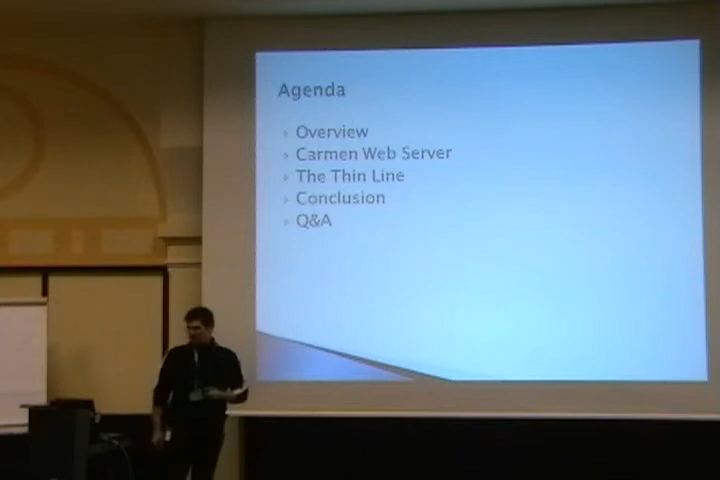 Agenda
Overview
Carmen Web Server
The Thin Line
Conclusion
Q&A